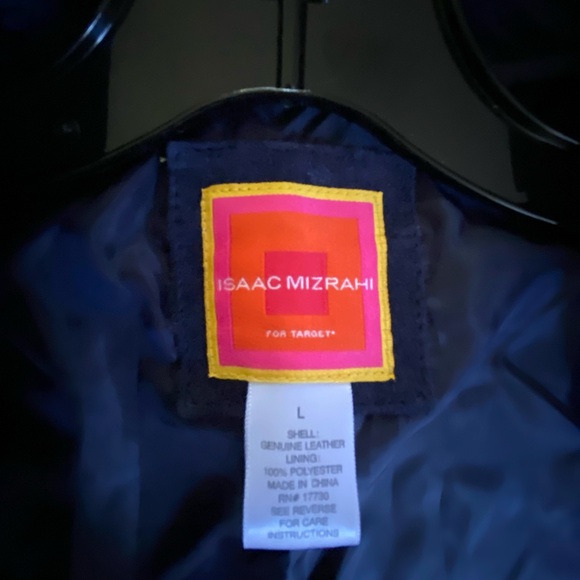 ISAAC MIZRAHI
FOR TARGET*
L
SHELL:
GENUINE LEATHER
LINING:
100% POLYESTER
MADE IN CHINA
RN# 17730
SEE REVERSE
FOR CARE
INSTRUCTIONS